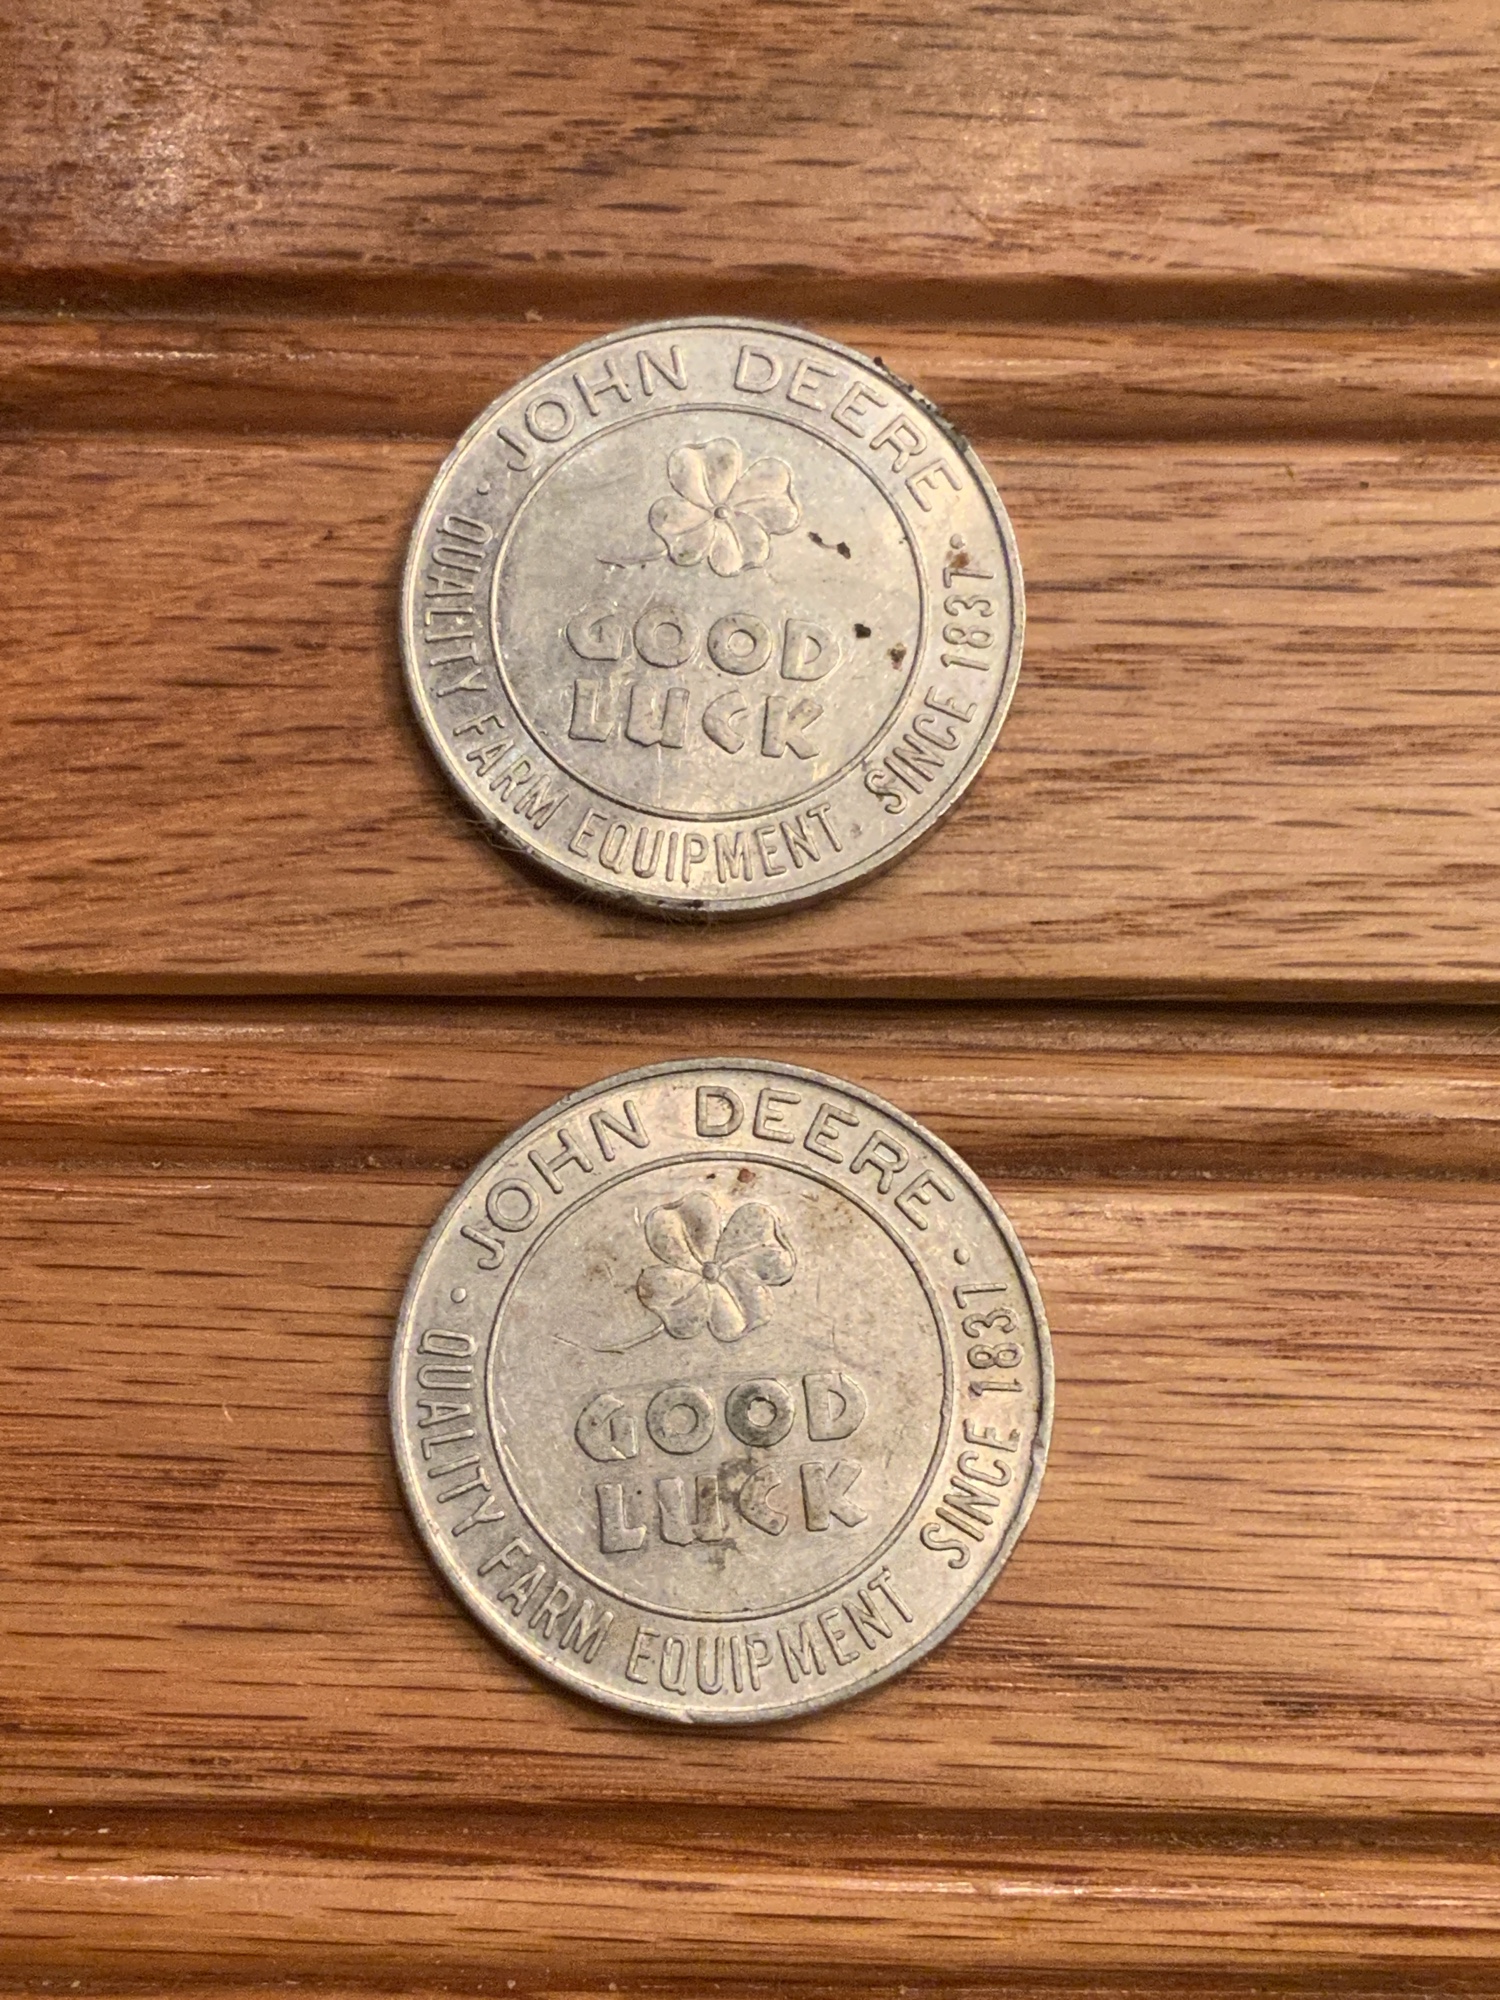 JOHN DEERE
GOOD
LUCK
· QUALITY FARM EQUIPMENT SINCE 1837 ·
JOHN DEERE
GOOD
LUCK
· QUALITY FARM EQUIPMENT SINCE 1837 ·